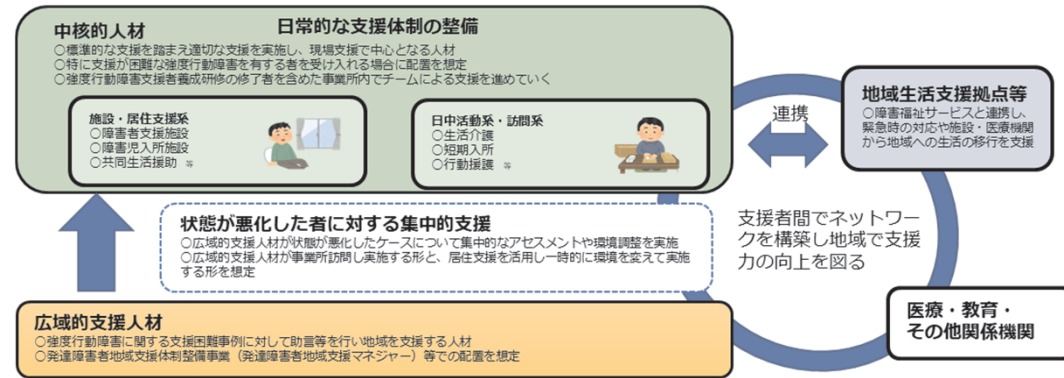 日常的な支援体制の整備
中核的人材
○標準的な支援を踏まえ適切な支援を実施し、現場支援で中心となる人材
○特に支援が困難な強度行動障害を有する者を受け入れる場合に配置を想定
○強度行動障害支援者養成研修の修了者を含めた事業所内でチームによる支援を進めていく
施設・居住支援系
○障害者支援施設
○障害児入所施設
○共同生活援助 等
日中活動系・訪問系
○生活介護
○短期入所
○行動援護 等
連携
地域生活支援拠点等
○障害福祉サービスと連携し、
緊急時の対応や施設・医療機関
から地域への生活の移行を支援
状態が悪化した者に対する集中的支援
○広域的支援人材が状態が悪化したケースについて集中的なアセスメントや環境調整を実施
○広域的支援人材が事業所訪問し実施する形と、居住支援を活用し一時的に環境を変えて実施
する形を想定
支援者間でネットワー
クを構築し地域で支援
力の向上を図る
広域的支援人材
○強度行動障害に関する支援困難事例に対して助言等を行い地域を支援する人材
○発達障害者地域支援体制整備事業（発達障害者地域支援マネジャー）等での配置を想定
医療・教育・
その他関係機関